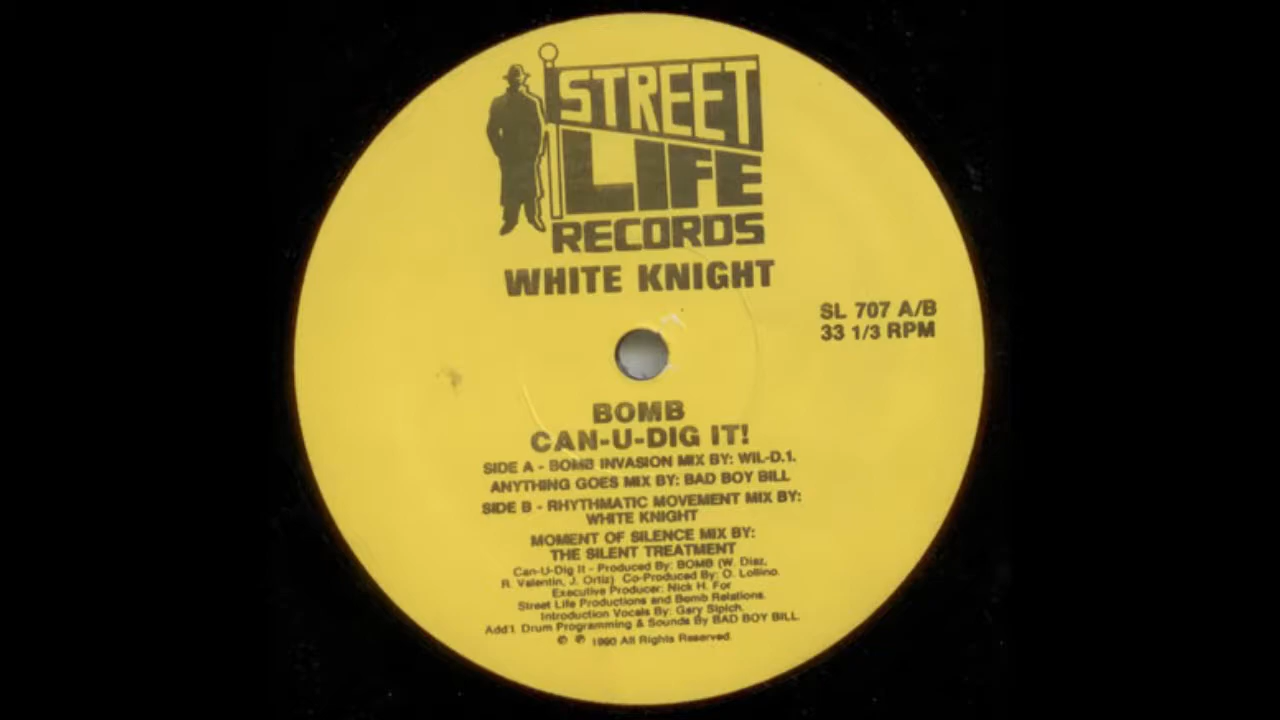 STREET
LIFE
RECORDS
WHITE KNIGHT
SL 707 A/B
33 1/3 RPM
BOMB
CAN-U-DIG IT!
SIDE A - BOMB INVASION MIX BY: WIL-D.1.
ANYTHING GOES MIX BY: BAD BOY BILL
SIDE B - RHYTHMATIC MOVEMENT MIX BY:
WHITE KNIGHT
MOMENT OF SILENCE MIX BY:
THE SILENT TREATMENT
Can-U-Dig It - Produced By: BOMB (W. Diaz,
R. Valentin, J. Ortiz) Co-Produced By: O. Lollino.
Executive Producer: Nick H. For
Street Life Productions and Bomb Relations.
Introduction Vocals By: Gary Sipich.
Add'l Drum Programming & Sounds By BAD BOY BILL.
© ℗ 1990 All Rights Reserved.